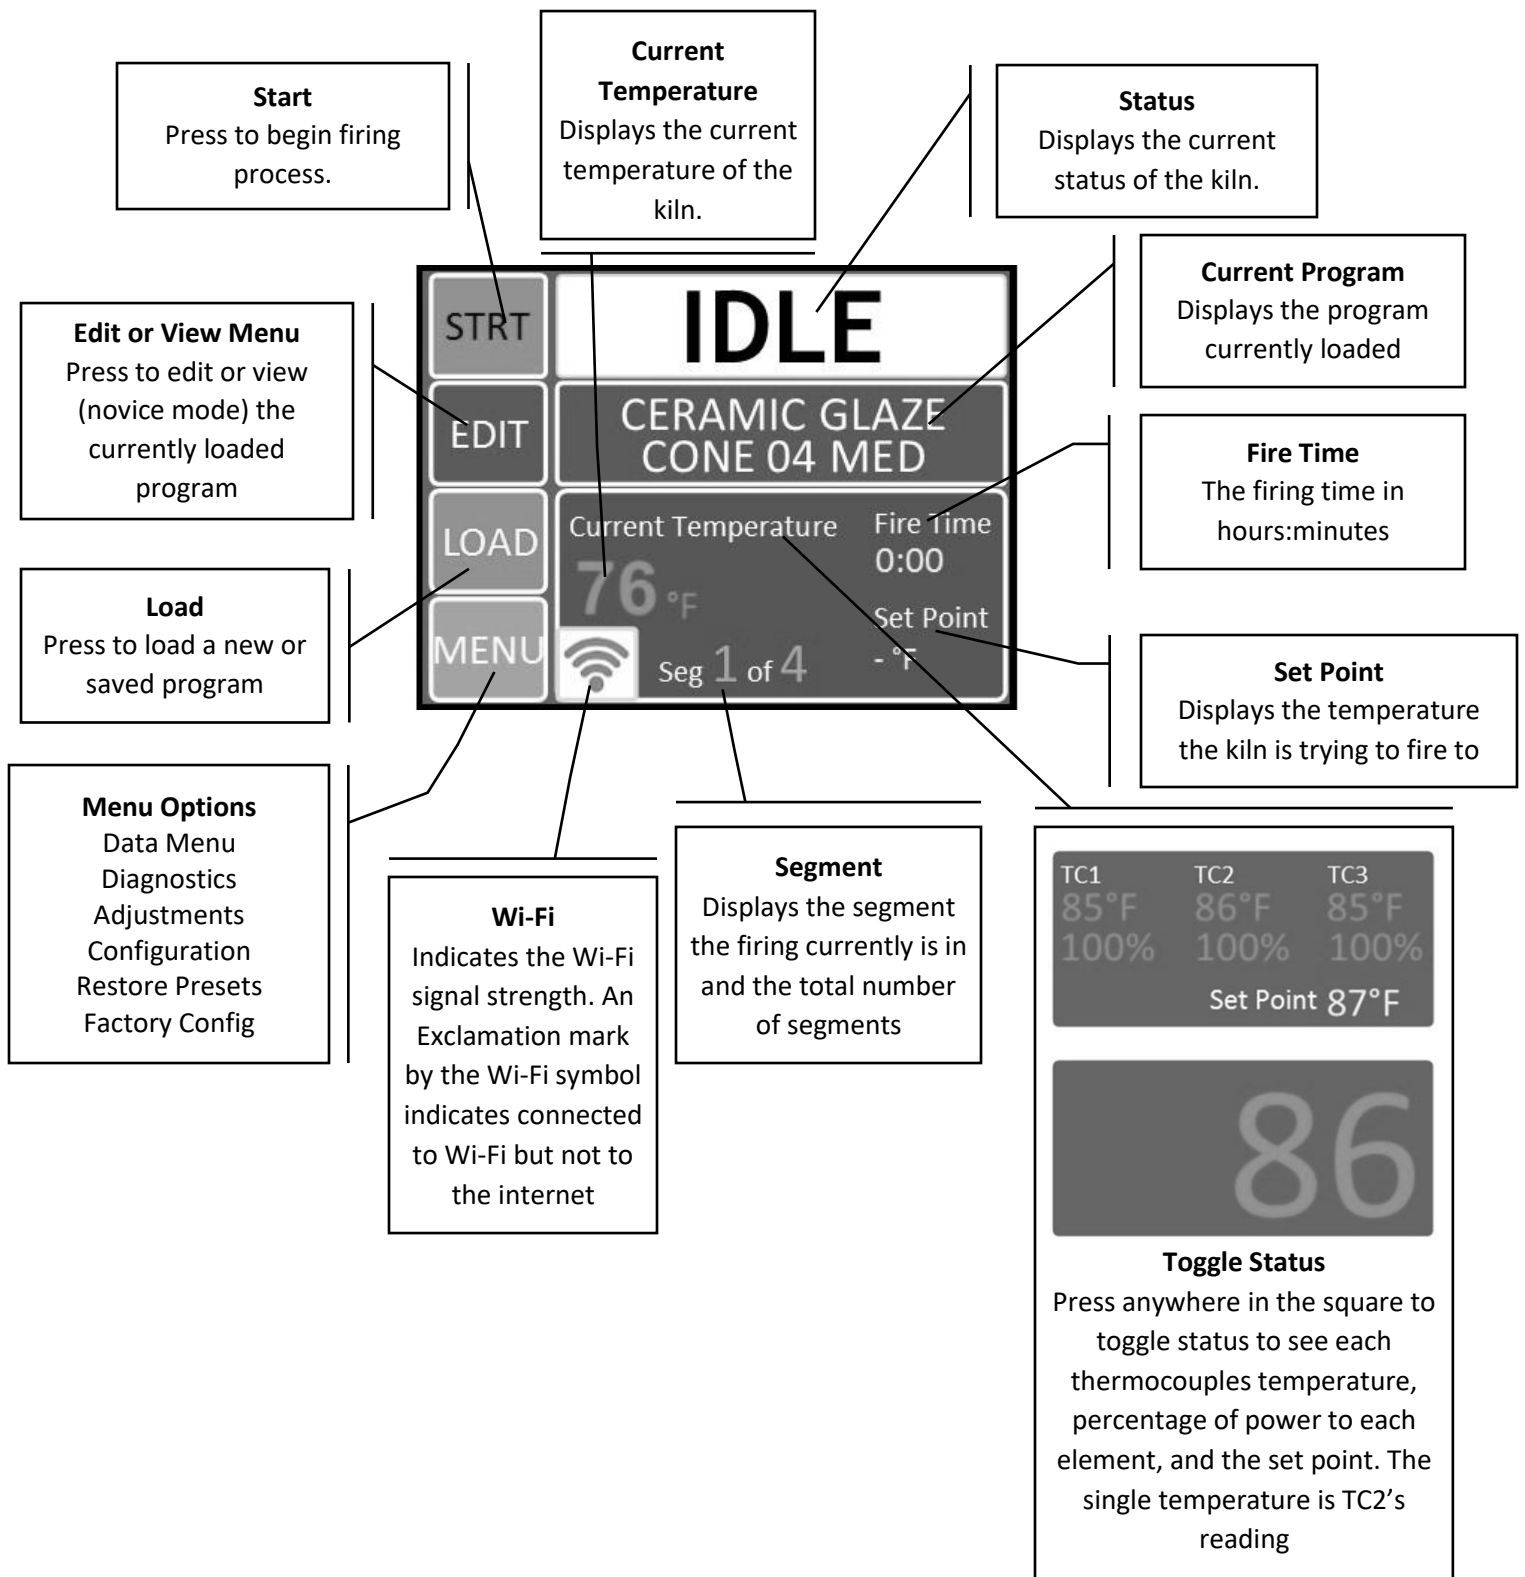 Current
Temperature
Displays the current
temperature of the
kiln.
Start
Press to begin firing
process.
Status
Displays the current
status of the kiln.
Current Program
Displays the program
currently loaded
Edit or View Menu
Press to edit or view
(novice mode) the
currently loaded
program
STRT
IDLE
EDIT
CERAMIC GLAZE
CONE 04 MED
LOAD
Current Temperature
76 °F
Fire Time
0:00
Set Point
- °F
MENU
Seg 1 of 4
Fire Time
The firing time in
hours:minutes
Load
Press to load a new or
saved program
Set Point
Displays the temperature
the kiln is trying to fire to
Menu Options
Data Menu
Diagnostics
Adjustments
Configuration
Restore Presets
Factory Config
Wi-Fi
Indicates the Wi-Fi
signal strength. An
Exclamation mark
by the Wi-Fi symbol
indicates connected
to Wi-Fi but not to
the internet
Segment
Displays the segment
the firing currently is in
and the total number
of segments
TC1 TC2 TC3
85°F 86°F 85°F
100% 100% 100%
Set Point 87°F
86
Toggle Status
Press anywhere in the square to
toggle status to see each
thermocouples temperature,
percentage of power to each
element, and the set point. The
single temperature is TC2’s
reading